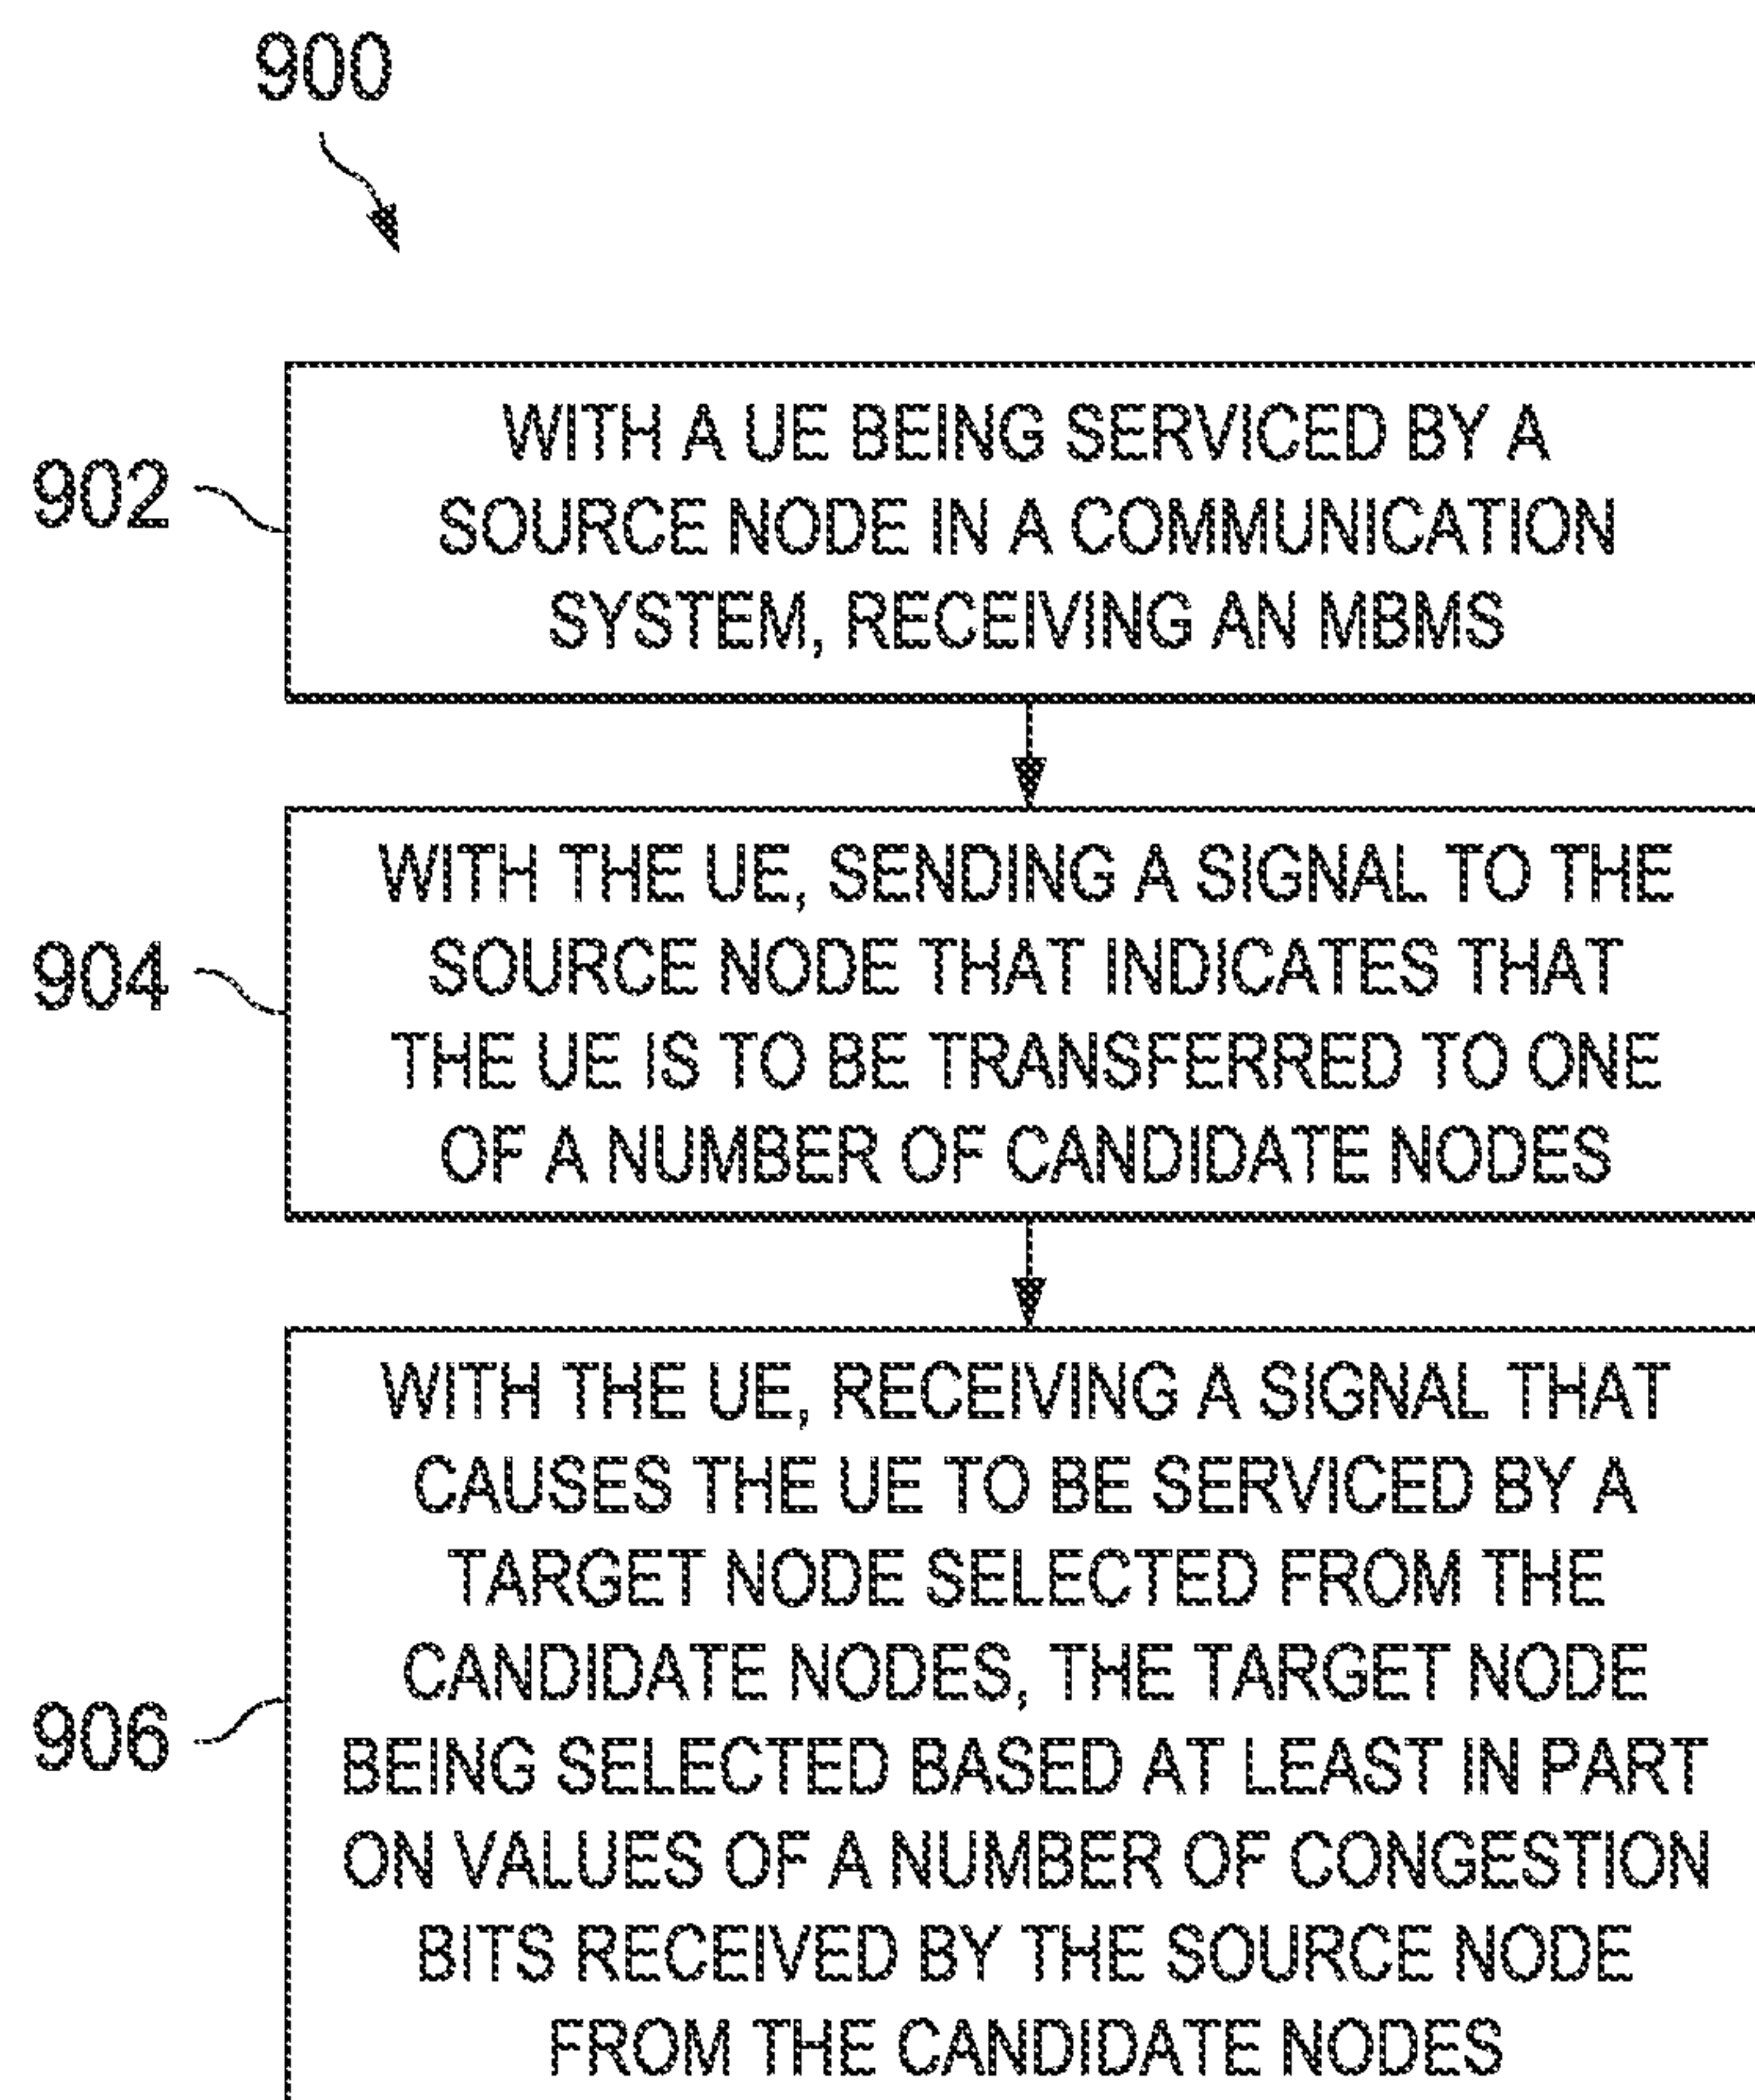 900
902
WITH A UE BEING SERVICED BY A
SOURCE NODE IN A COMMUNICATION
SYSTEM, RECEIVING AN MBMS
904
WITH THE UE, SENDING A SIGNAL TO THE
SOURCE NODE THAT INDICATES THAT
THE UE IS TO BE TRANSFERRED TO ONE
OF A NUMBER OF CANDIDATE NODES
906
WITH THE UE, RECEIVING A SIGNAL THAT
CAUSES THE UE TO BE SERVICED BY A
TARGET NODE SELECTED FROM THE
CANDIDATE NODES, THE TARGET NODE
BEING SELECTED BASED AT LEAST IN PART
ON VALUES OF A NUMBER OF CONGESTION
BITS RECEIVED BY THE SOURCE NODE
FROM THE CANDIDATE NODES